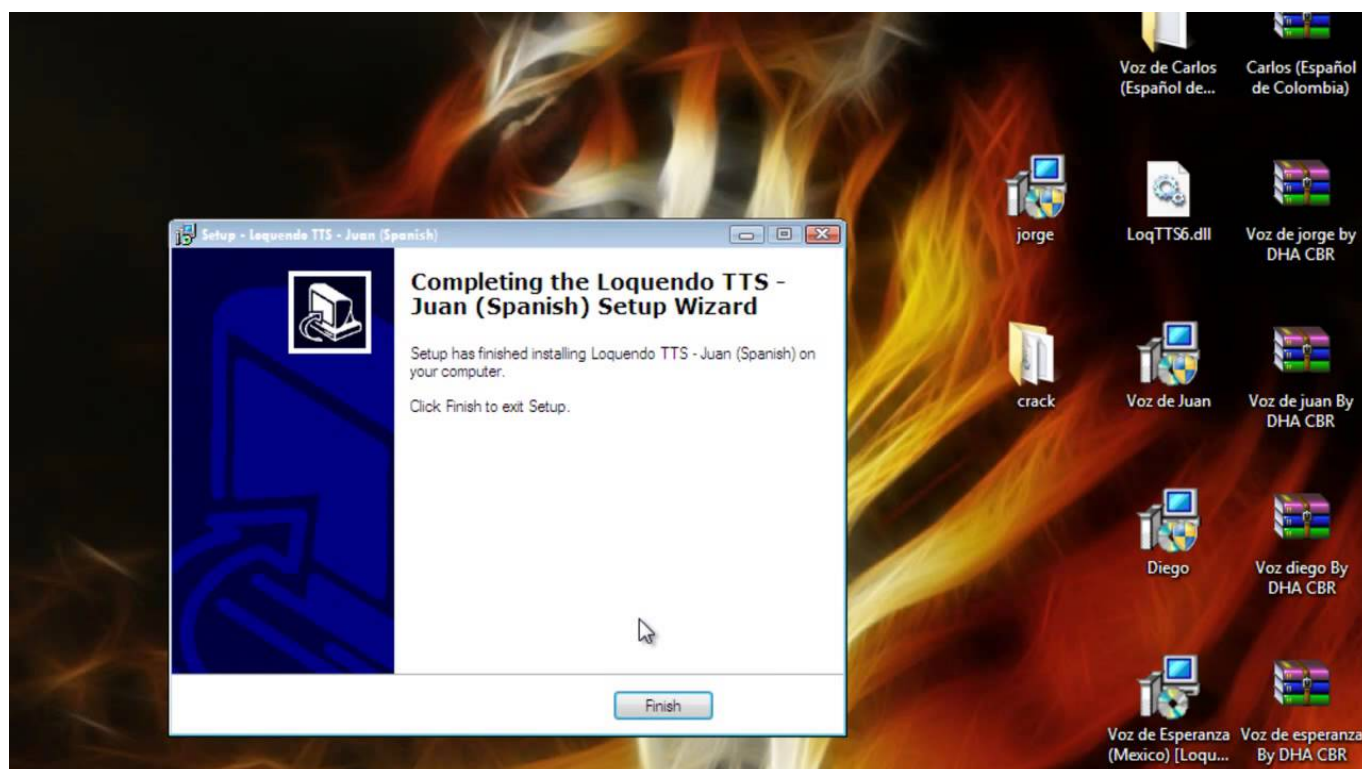 Setup - Loquendo TTS - Juan (Spanish)
Completing the Loquendo TTS -
Juan (Spanish) Setup Wizard
Setup has finished installing Loquendo TTS - Juan (Spanish) on
your computer.
Click Finish to exit Setup.
Finish
Voz de Carlos
(Español de...
Carlos (Español
de Colombia)
jorge
LoqTTS6.dll
Voz de jorge by
DHA CBR
crack
Voz de Juan
Voz de juan By
DHA CBR
Diego
Voz diego By
DHA CBR
Voz de Esperanza
(Mexico) [Loqu...
Voz de esperanza
By DHA CBR